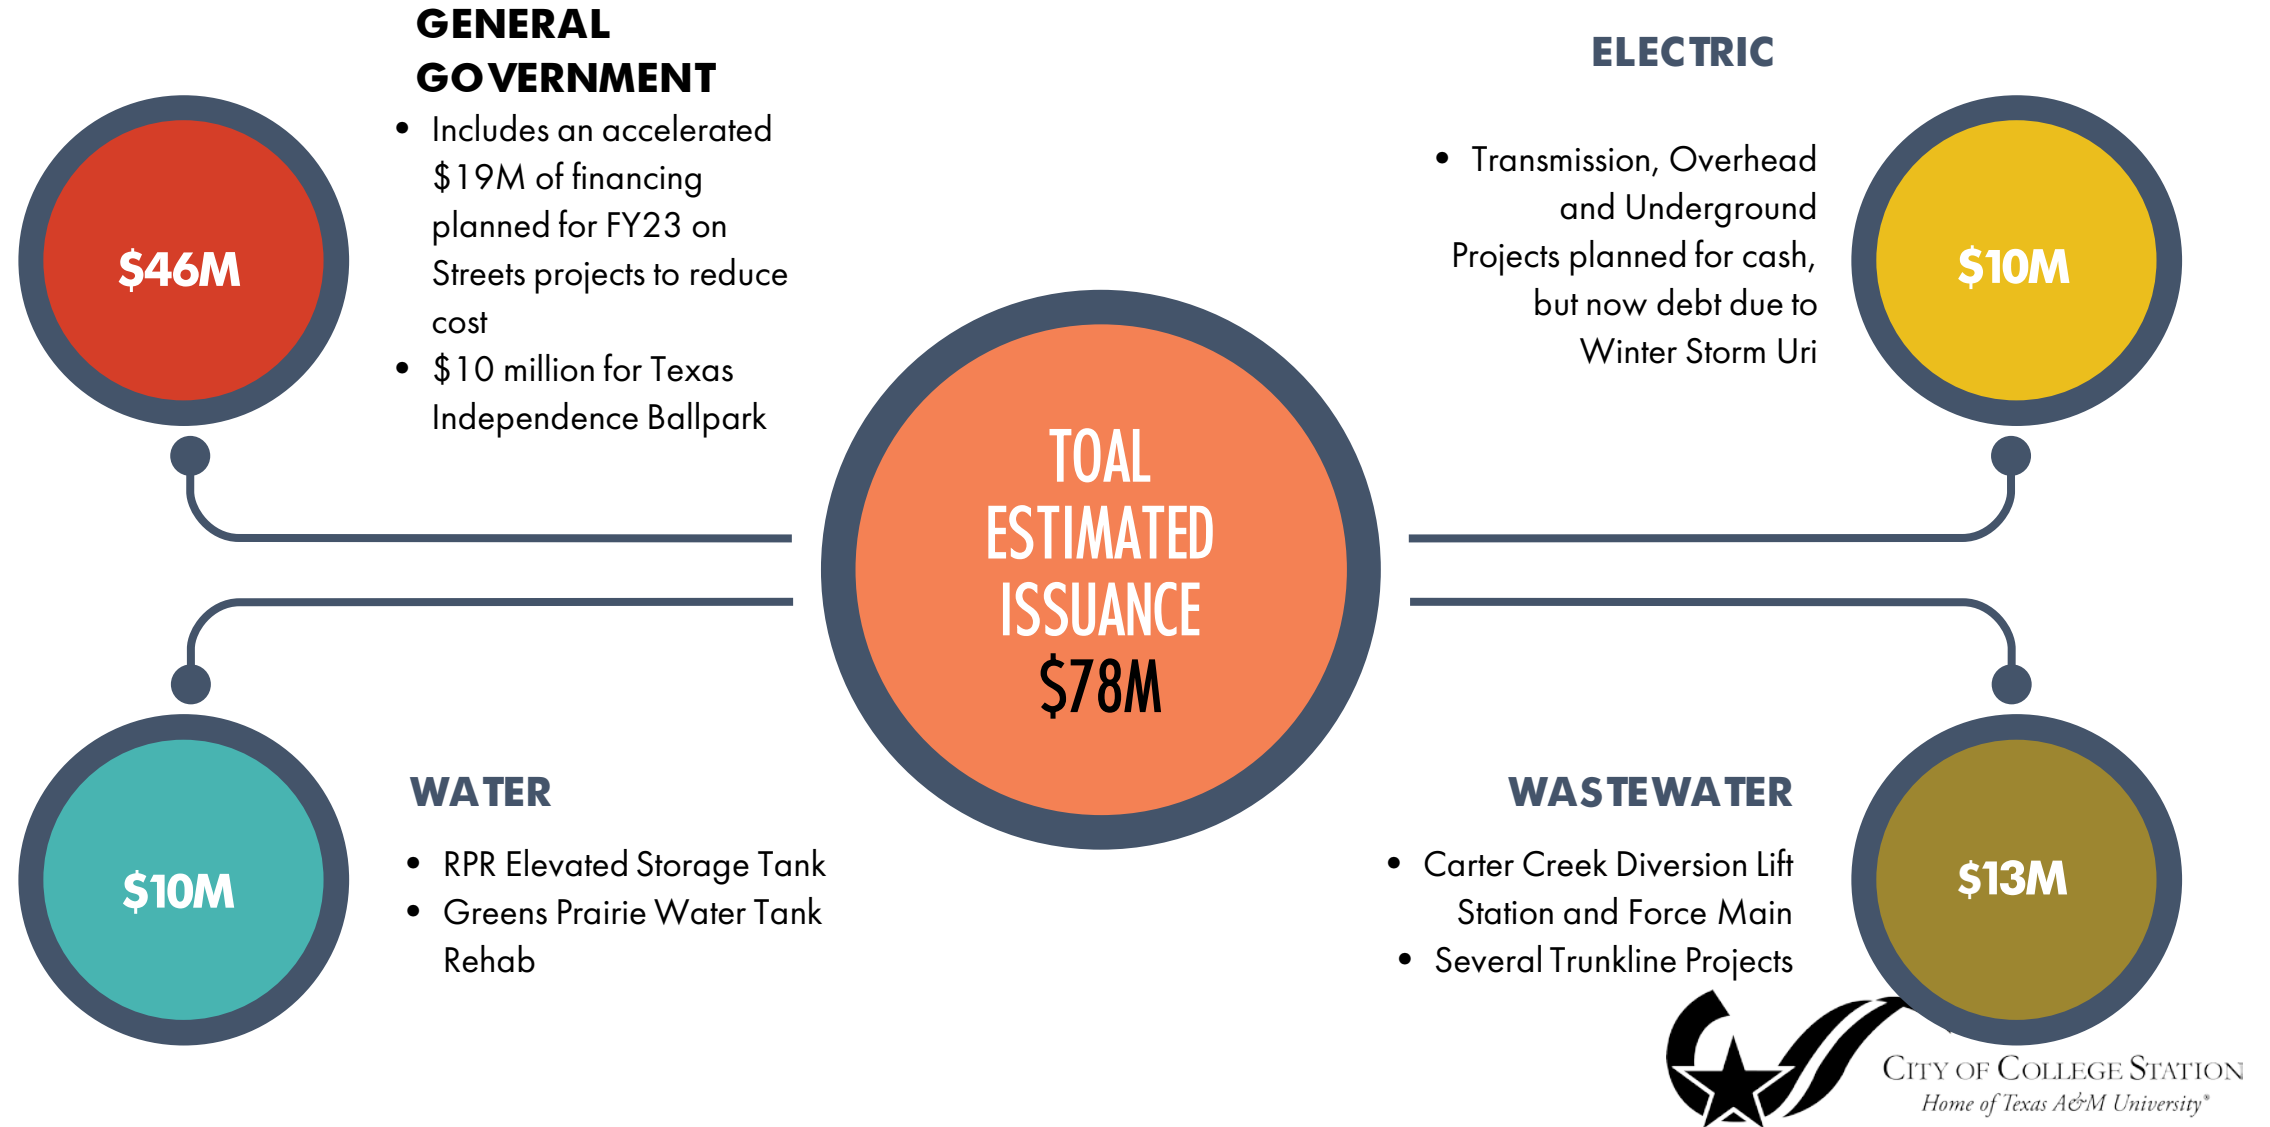 GENERAL
GOVERNMENT
• Includes an accelerated
$19M of financing
planned for FY23 on
Streets projects to reduce
cost
• $10 million for Texas
Independence Ballpark
$46M
ELECTRIC
• Transmission, Overhead
and Underground
Projects planned for cash,
but now debt due to
Winter Storm Uri
$10M
TOAL
ESTIMATED
ISSUANCE
$78M
WATER
• RPR Elevated Storage Tank
• Greens Prairie Water Tank
Rehab
$10M
WASTEWATER
• Carter Creek Diversion Lift
Station and Force Main
• Several Trunkline Projects
$13M
CITY OF COLLEGE STATION
Home of Texas A&M University®